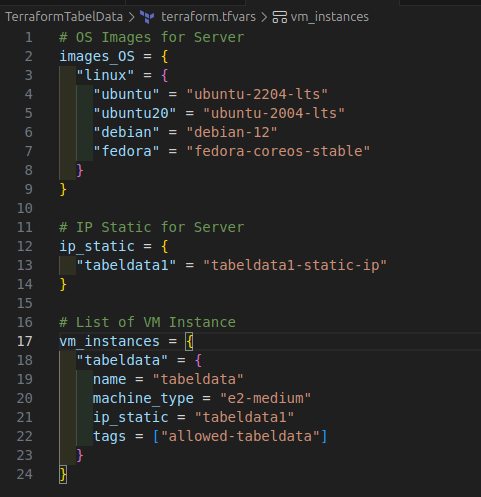 TerraformTabelData > terraform.tfvars > vm_instances
1 # OS Images for Server
2 images_OS = {
3   "linux" = {
4     "ubuntu" = "ubuntu-2204-lts"
5     "ubuntu20" = "ubuntu-2004-lts"
6     "debian" = "debian-12"
7     "fedora" = "fedora-coreos-stable"
8   }
9 }
10
11 # IP Static for Server
12 ip_static = {
13   "tabeldata1" = "tabeldata1-static-ip"
14 }
15
16 # List of VM Instance
17 vm_instances = {
18   "tabeldata" = {
19     name = "tabeldata"
20     machine_type = "e2-medium"
21     ip_static = "tabeldata1"
22     tags = ["allowed-tabeldata"]
23   }
24 }